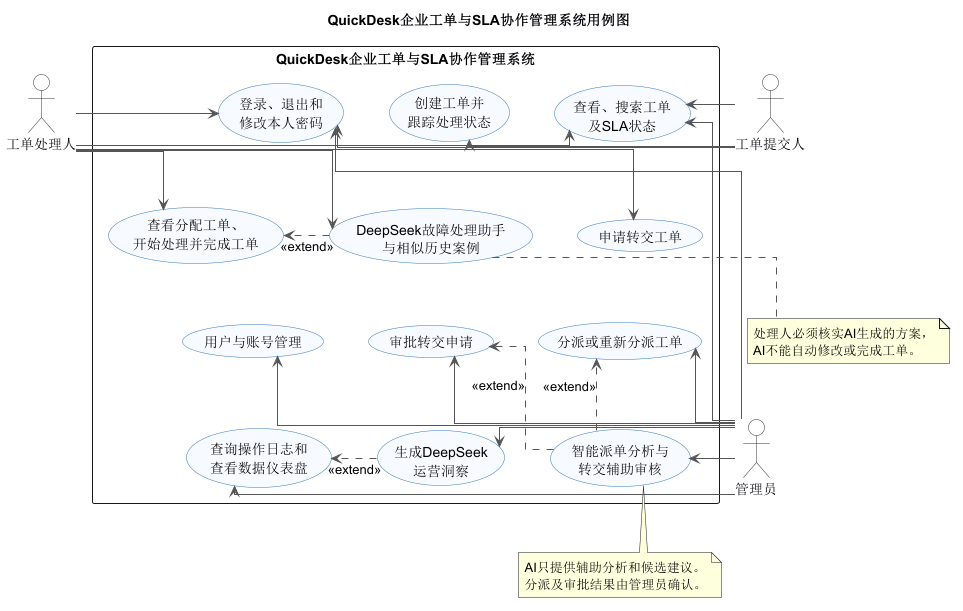 QuickDesk企业工单与SLA协作管理系统用例图
QuickDesk企业工单与SLA协作管理系统
登录、退出和
修改本人密码
创建工单并
跟踪处理状态
查看、搜索工单
及SLA状态
工单处理人
工单提交人
查看分配工单、
开始处理并完成工单
«extend»
DeepSeek故障处理助手
与相似历史案例
申请转交工单
处理人必须核实AI生成的方案，
AI不能自动修改或完成工单。
用户与账号管理
审批转交申请
分派或重新分派工单
«extend»
«extend»
查询操作日志和
查看数据仪表盘
«extend»
生成DeepSeek
运营洞察
智能派单分析与
转交辅助审核
管理员
AI只提供辅助分析和候选建议。
分派及审批结果由管理员确认。